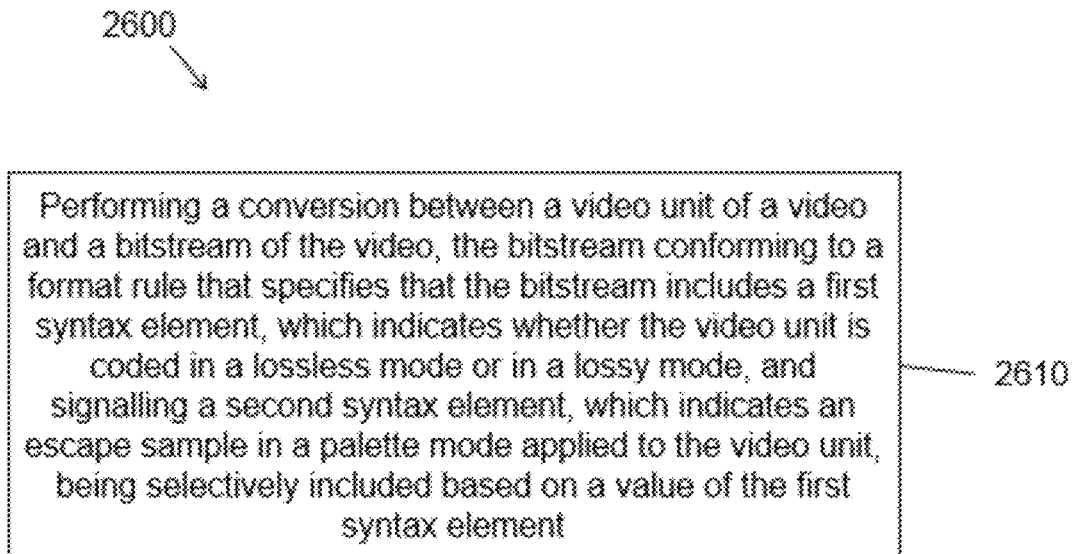 2600
Performing a conversion between a video unit of a video
and a bitstream of the video, the bitstream conforming to a
format rule that specifies that the bitstream includes a first
syntax element, which indicates whether the video unit is
coded in a lossless mode or in a lossy mode, and
signalling a second syntax element, which indicates an
escape sample in a palette mode applied to the video unit,
being selectively included based on a value of the first
syntax element
2610